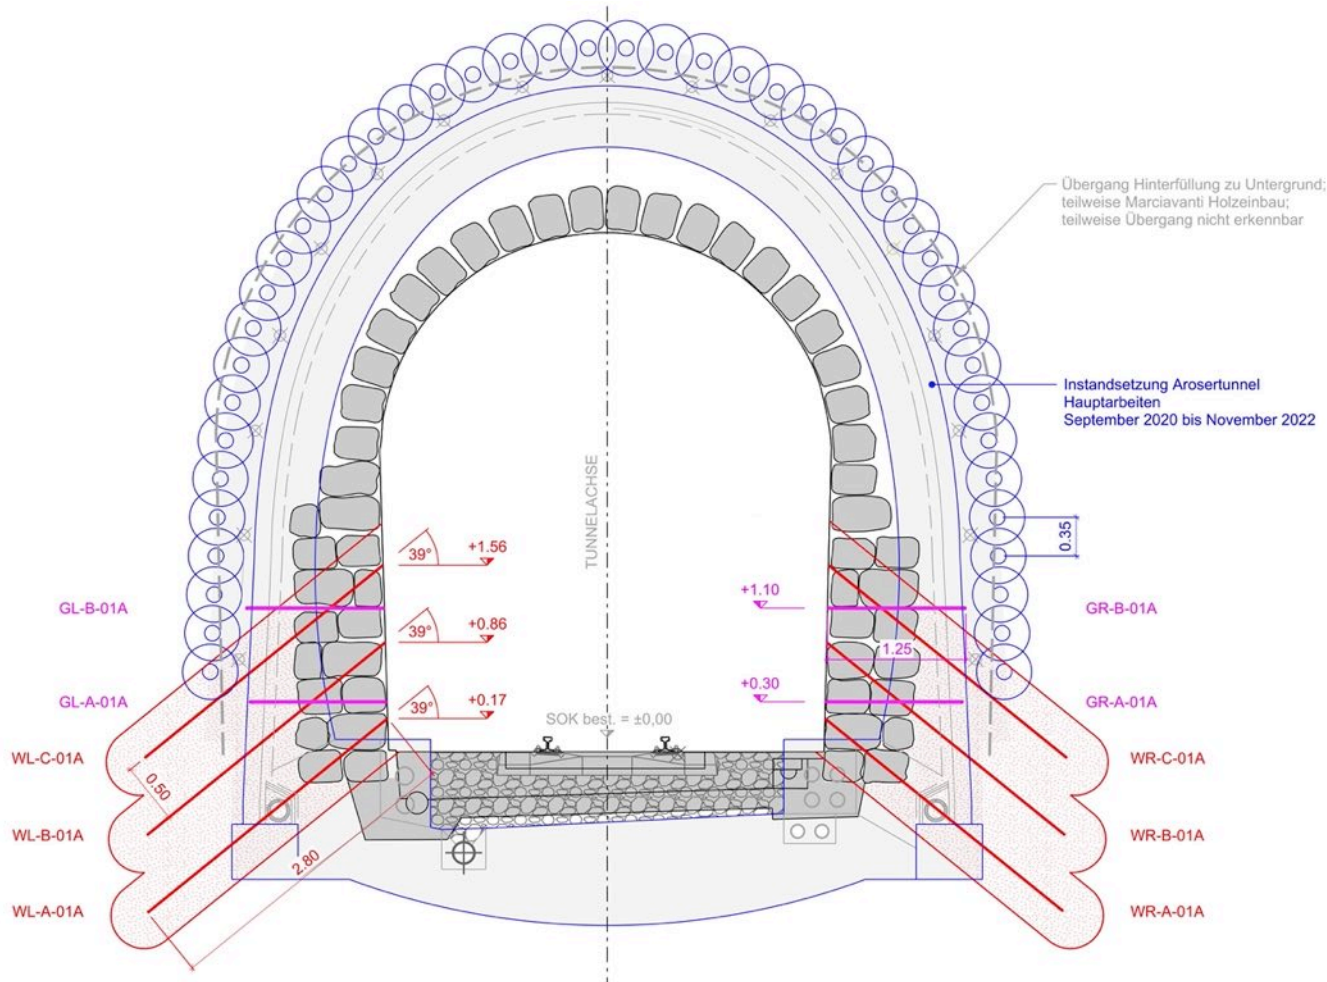 Übergang Hinterfüllung zu Untergrund;
teilweise Marciavanti Holzeinbau;
teilweise Übergang nicht erkennbar
Instandsetzung Arosertunnel
Hauptarbeiten
September 2020 bis November 2022
TUNNELACHSE
0.35
39°
+1.56
GL-B-01A
+1.10
GR-B-01A
39°
+0.86
1.25
GL-A-01A
39°
+0.17
+0.30
GR-A-01A
SOK best. = ±0,00
WL-C-01A
WR-C-01A
0.50
WL-B-01A
WR-B-01A
2.80
WL-A-01A
WR-A-01A